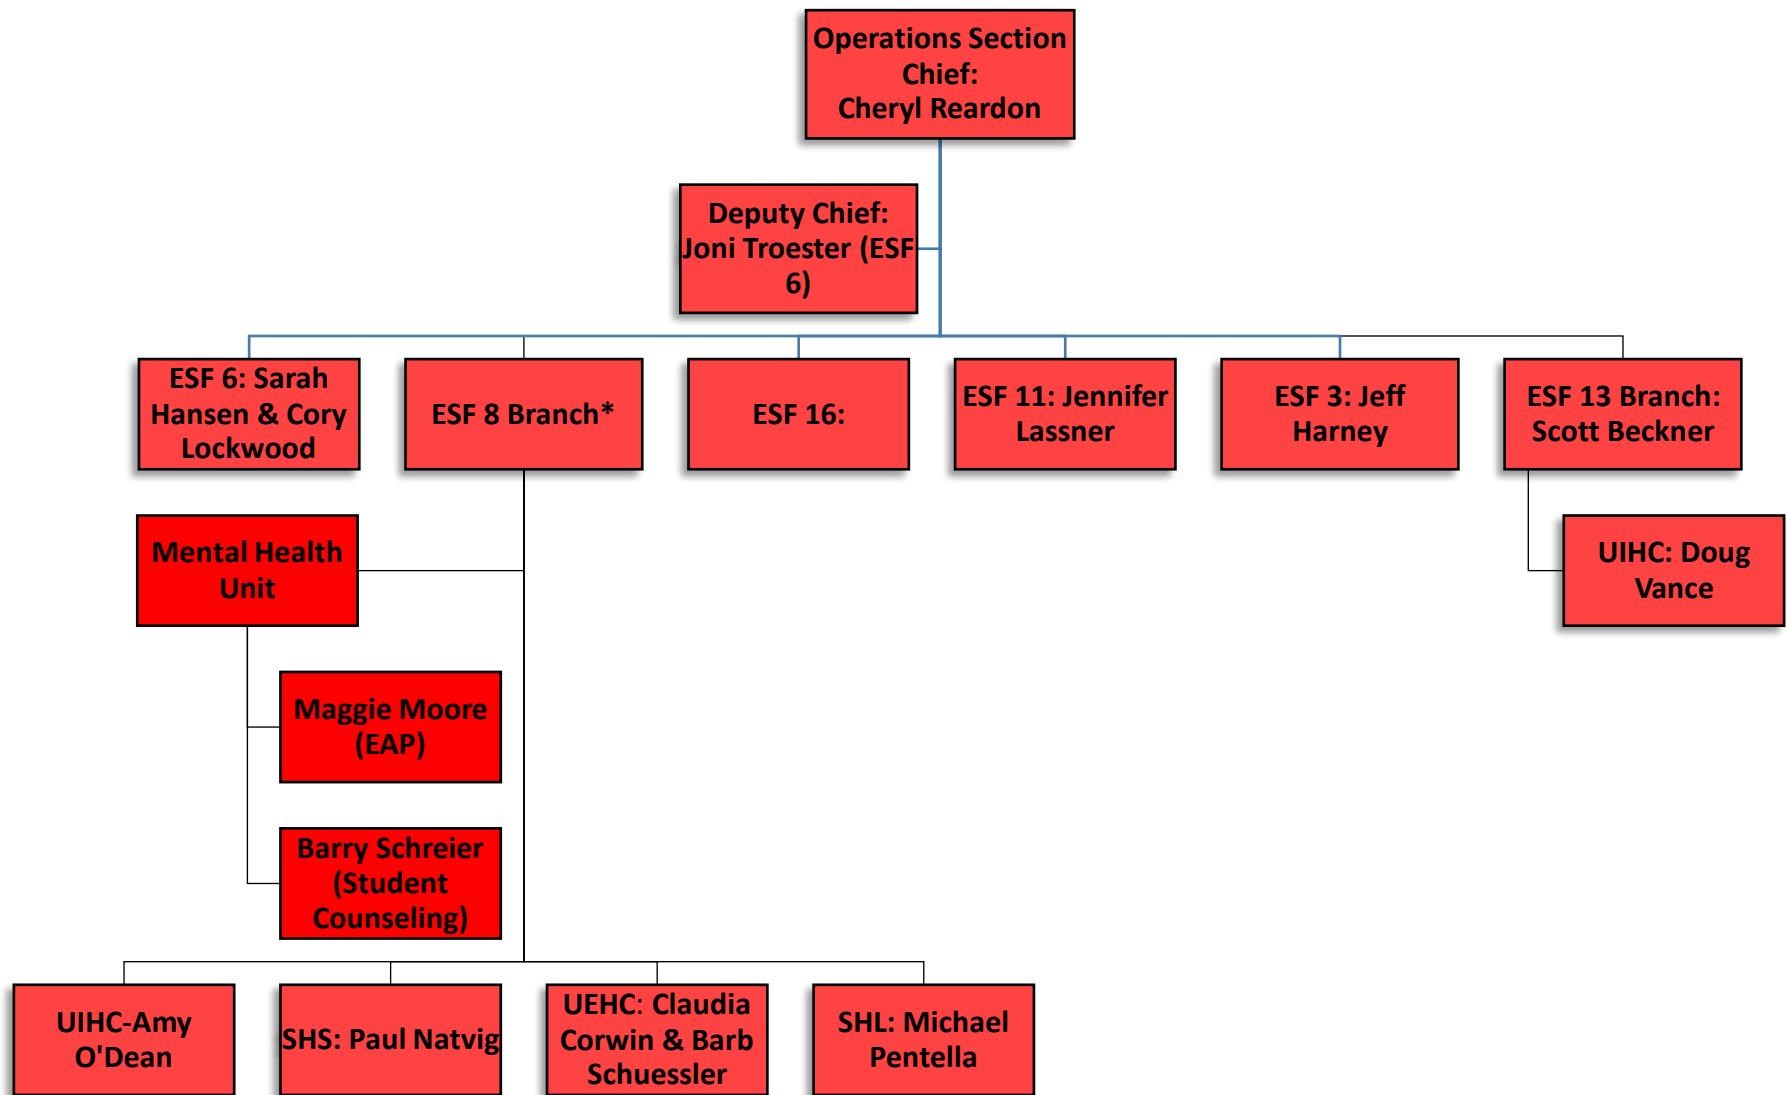 Operations Section
Chief:
Cheryl Reardon
Deputy Chief:
Joni Troester (ESF
6)
ESF 6: Sarah
Hansen & Cory
Lockwood
ESF 8 Branch*
ESF 16:
ESF 11: Jennifer
Lassner
ESF 3: Jeff
Harney
ESF 13 Branch:
Scott Beckner
Mental Health
Unit
UIHC: Doug
Vance
Maggie Moore
(EAP)
Barry Schreier
(Student
Counseling)
UIHC-Amy
O'Dean
SHS: Paul Natvig
UEHC: Claudia
Corwin & Barb
Schuessler
SHL: Michael
Pentella